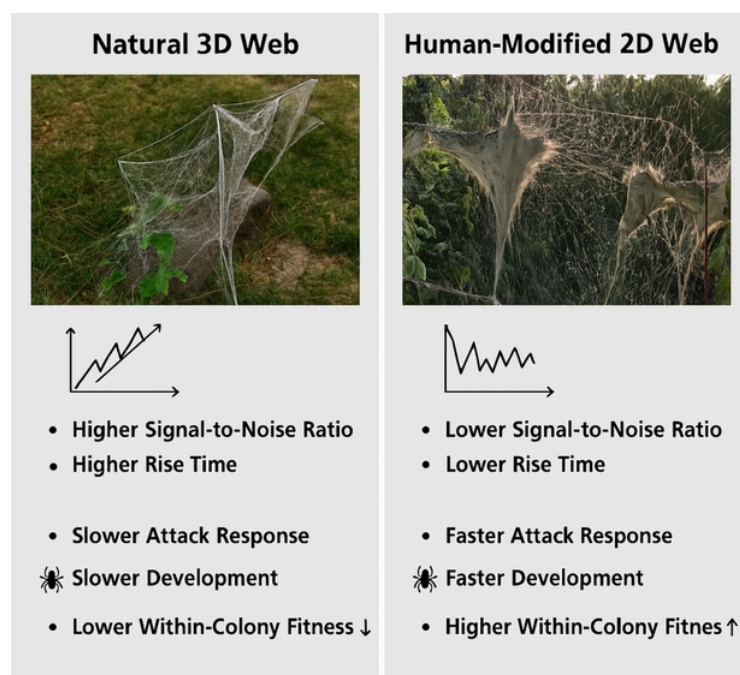 Natural 3D Web
• Higher Signal-to-Noise Ratio
• Higher Rise Time
• Slower Attack Response
Slower Development
• Lower Within-Colony Fitness ↓
Human-Modified 2D Web
• Lower Signal-to-Noise Ratio
• Lower Rise Time
• Faster Attack Response
Faster Development
• Higher Within-Colony Fitnes ↑